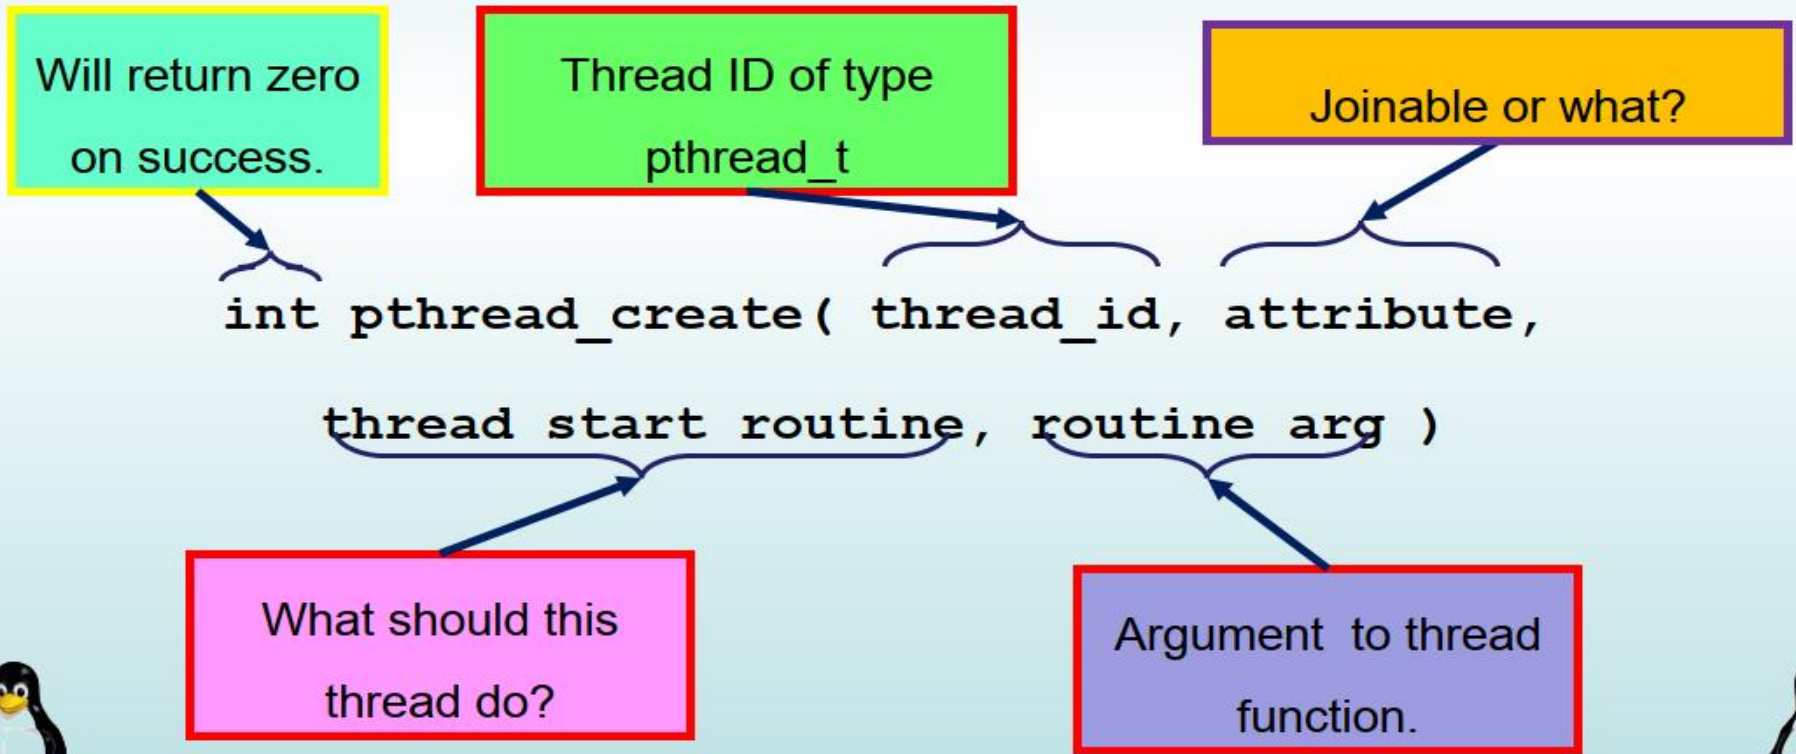 Will return zero
on success.
Thread ID of type
pthread_t
Joinable or what?
int pthread_create( thread_id, attribute,
thread start routine, routine arg )
What should this
thread do?
Argument to thread
function.